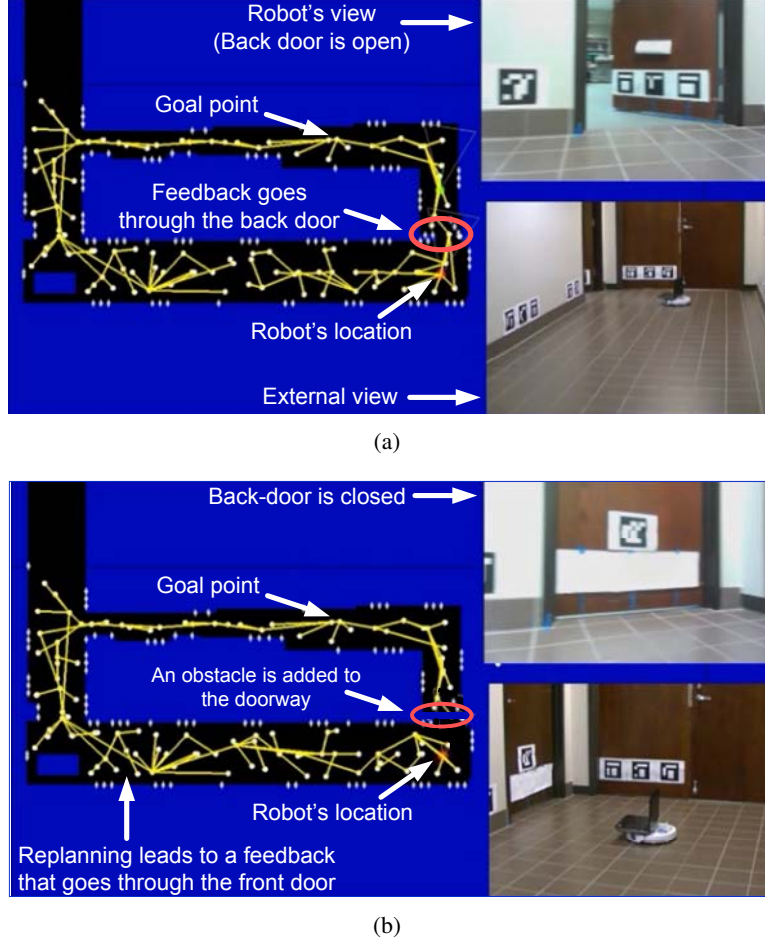 Robot's view
(Back door is open)
Goal point
Feedback goes
through the back door
Robot's location
External view
(a)
Back-door is closed
Goal point
An obstacle is added to
the doorway
Robot's location
Replanning leads to a feedback
that goes through the front door
(b)